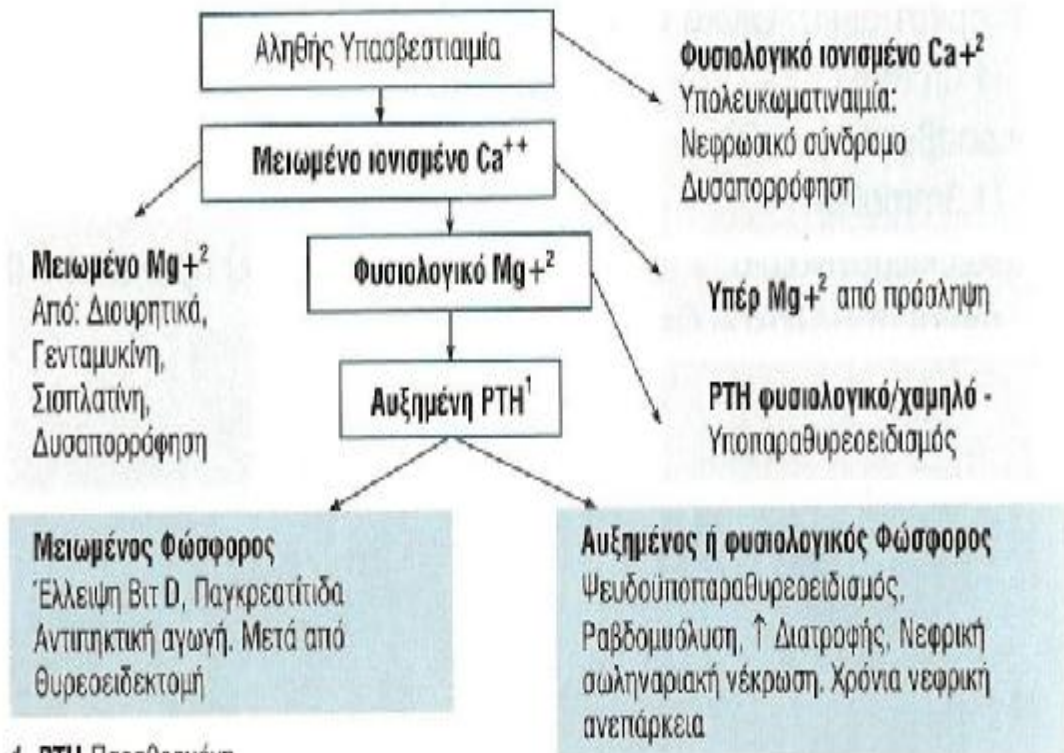 Αληθής Υπασβεστιαιμία
Φυσιολογικό ιονισμένο Ca+²
Υπολευκωματιναιμία:
Νεφρωσικό σύνδρομο
Δυσαπορρόφηση
Μειωμένο ιονισμένο Ca⁺⁺
Μειωμένο Mg+²
Από: Διουρητικά,
Γενταμυκίνη,
Σισπλατίνη,
Δυσαπορρόφηση
Φυσιολογικό Mg+²
Υπέρ Mg+² από πρόσληψη
Αυξημένη PTH¹
PTH φυσιολογικό/χαμηλό -
Υποπαραθυρεοειδισμός
Μειωμένος Φώσφορος
Έλλειψη Βιτ D, Παγκρεατίτιδα
Αντιπηκτική αγωγή, Μετά από
θυρεοειδεκτομή
Αυξημένος ή φυσιολογικός Φώσφορος
Ψευδοϋποπαραθυρεοειδισμός,
Ραβδομυόλυση, ↑ Διατροφής, Νεφρική
σωληναριακή νέκρωση, Χρόνια νεφρική
ανεπάρκεια
1. PTH